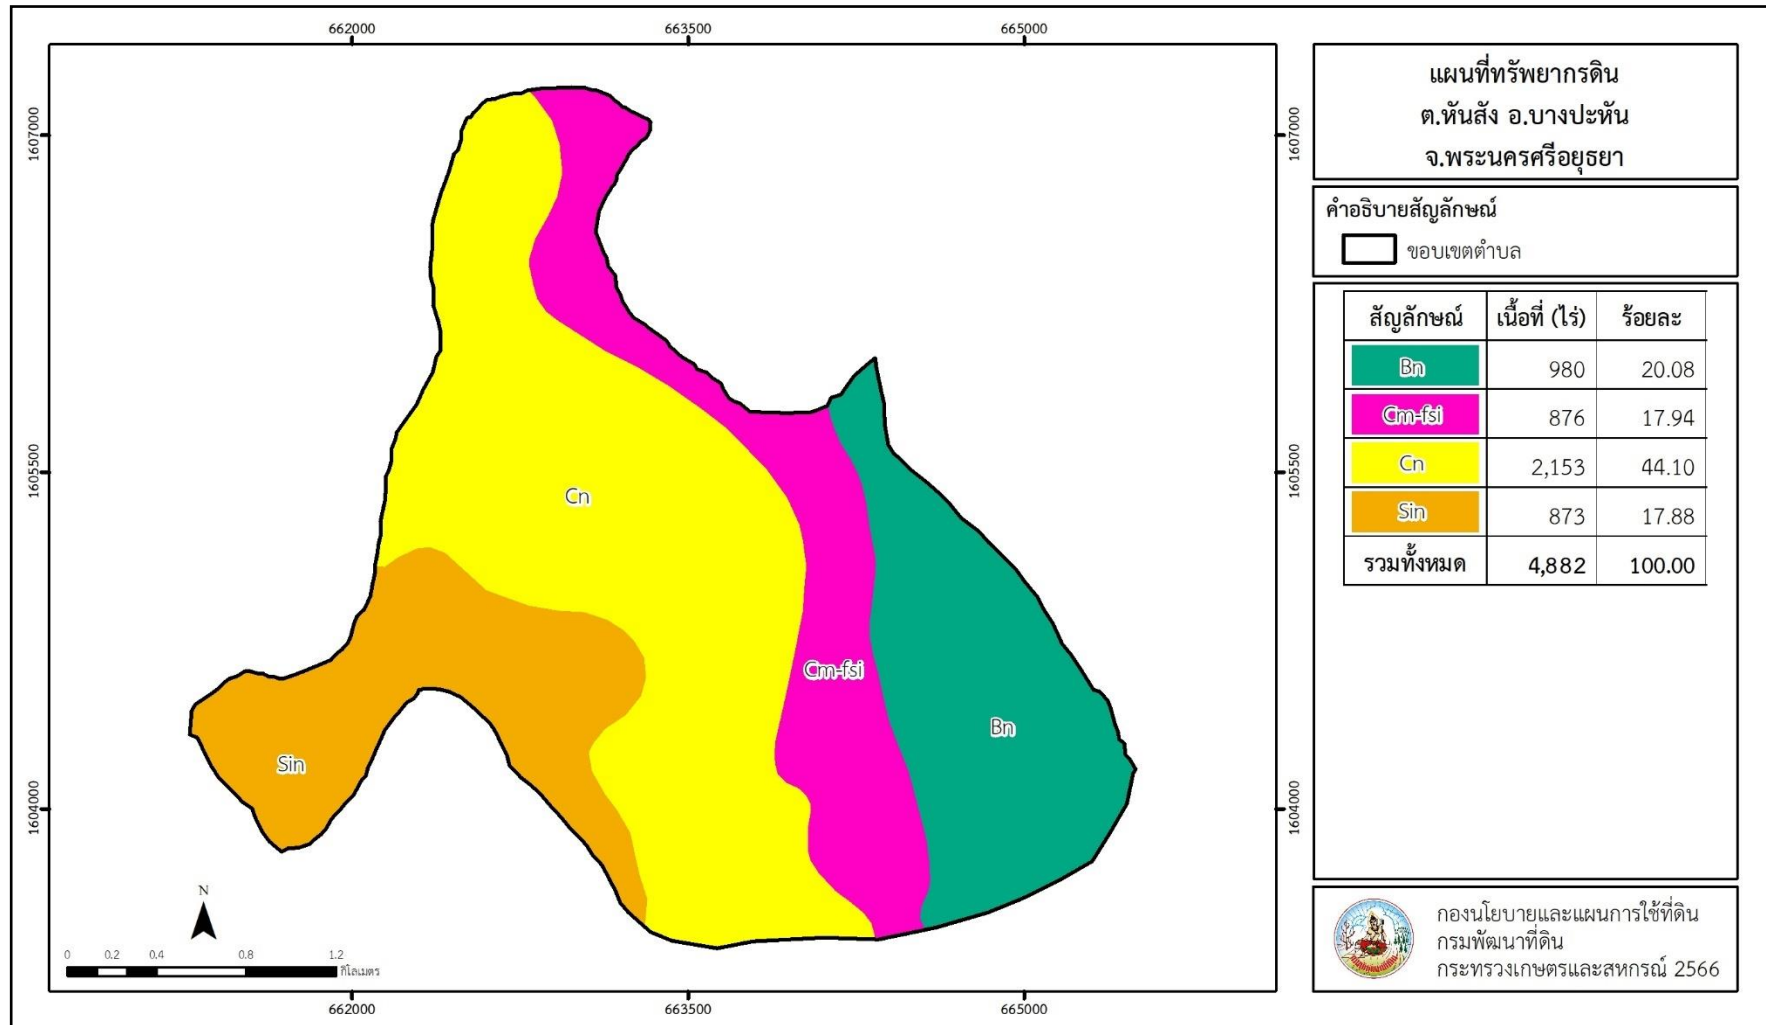 662000 663500 665000
1607000 1607000
1605500 1605500
1604000 1604000
Cn
Cm-fsi
Bn
Sin
N
0 0.2 0.4 0.8 1.2
กิโลเมตร
662000 663500 665000
แผนที่ทรัพยากรดิน
ต.หันสัง อ.บางปะหัน
จ.พระนครศรีอยุธยา
คำอธิบายสัญลักษณ์
ขอบเขตตำบล
สัญลักษณ์ เนื้อที่ (ไร่) ร้อยละ
Bn 980 20.08
Cm-fsi 876 17.94
Cn 2,153 44.10
Sin 873 17.88
รวมทั้งหมด 4,882 100.00
กองนโยบายและแผนการใช้ที่ดิน
กรมพัฒนาที่ดิน
กระทรวงเกษตรและสหกรณ์ 2566